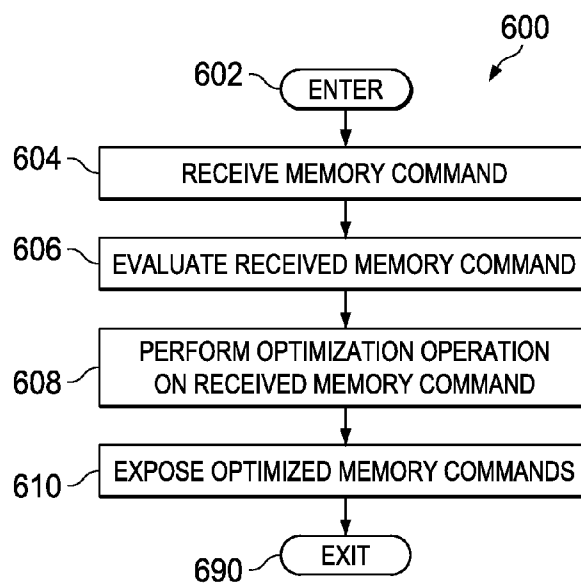 600
602
ENTER
604
RECEIVE MEMORY COMMAND
606
EVALUATE RECEIVED MEMORY COMMAND
608
PERFORM OPTIMIZATION OPERATION
ON RECEIVED MEMORY COMMAND
610
EXPOSE OPTIMIZED MEMORY COMMANDS
690
EXIT